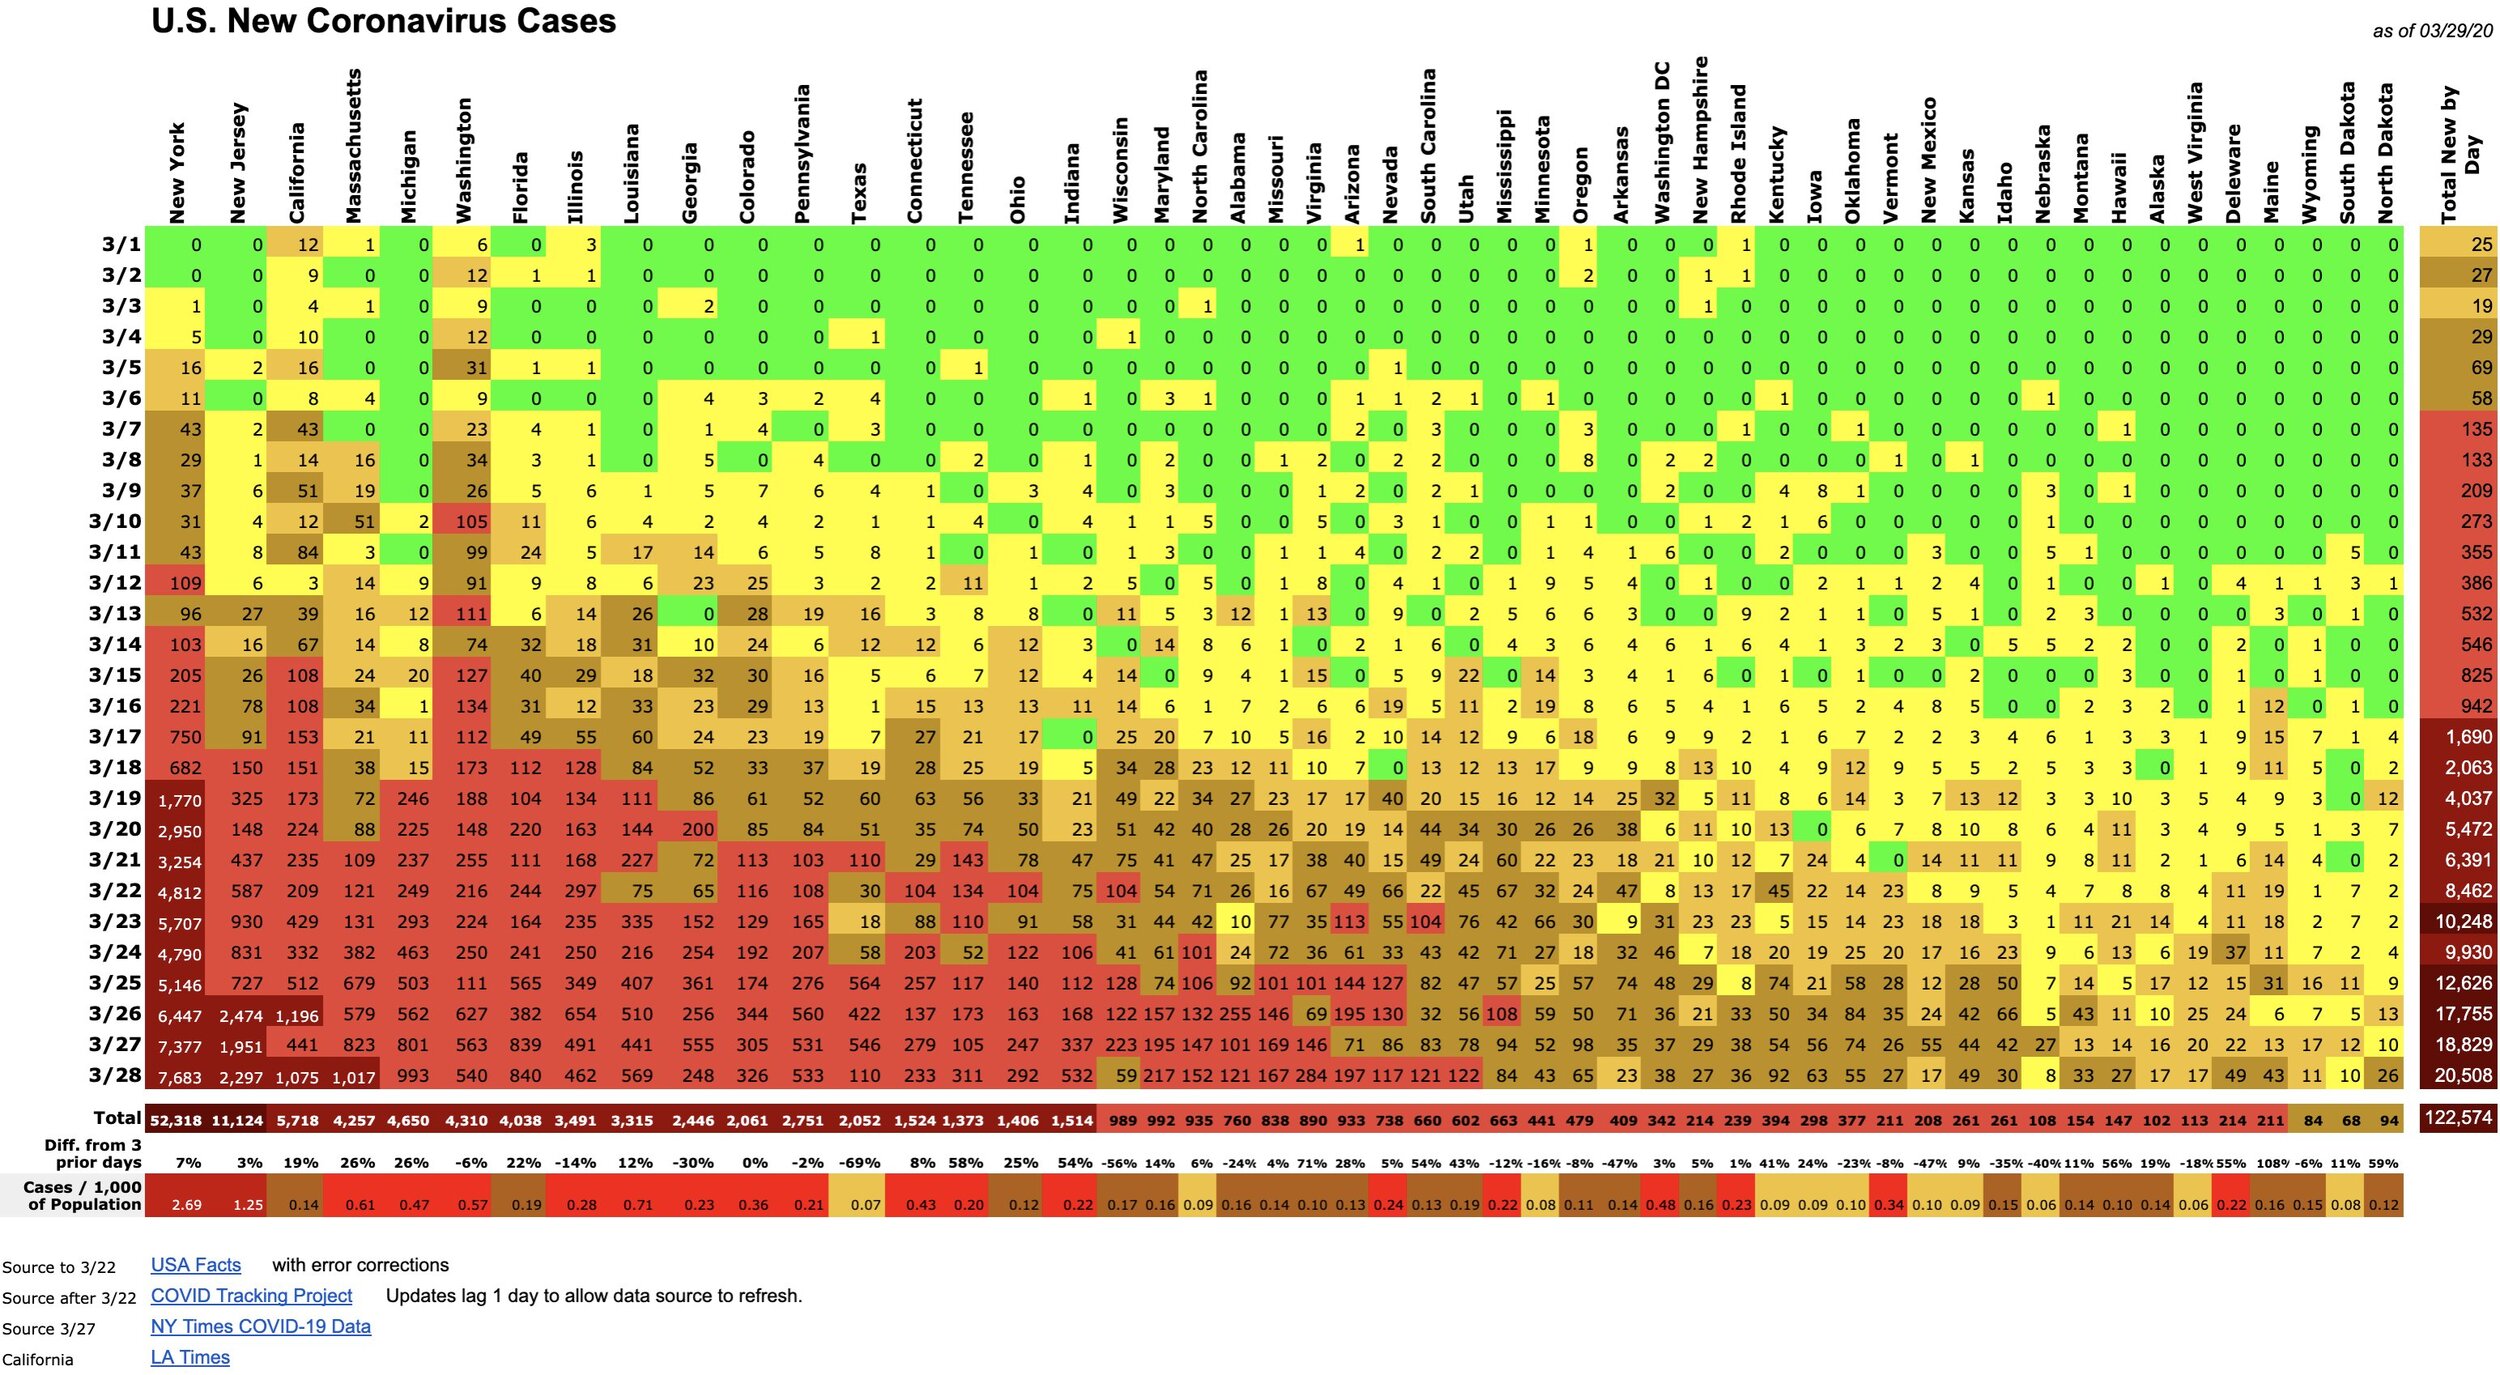 U.S. New Coronavirus Cases
as of 03/29/20
New York New Jersey California Massachusetts Michigan Washington Florida Illinois Louisiana Georgia Colorado Pennsylvania Texas Connecticut Tennessee Ohio Indiana Wisconsin Maryland North Carolina Alabama Missouri Virginia Arizona Nevada South Carolina Utah Mississippi Minnesota Oregon Arkansas Washington DC New Hampshire Rhode Island Kentucky Iowa Oklahoma Vermont New Mexico Kansas Idaho Nebraska Montana Hawaii Alaska West Virginia Deleware Maine Wyoming South Dakota North Dakota Total New by Day
3/1 0 0 12 1 0 6 0 3 0 0 0 0 0 0 0 0 0 0 0 0 0 0 0 1 0 0 0 0 0 1 0 0 0 1 0 0 0 0 0 0 0 0 0 0 0 0 0 0 0 0 0 25
3/2 0 0 9 0 0 12 1 1 0 0 0 0 0 0 0 0 0 0 0 0 0 0 0 0 0 0 0 0 0 2 0 0 1 1 0 0 0 0 0 0 0 0 0 0 0 0 0 0 0 0 0 27
3/3 1 0 4 1 0 9 0 0 0 2 0 0 0 0 0 0 0 0 0 1 0 0 0 0 0 0 0 0 0 0 0 0 1 0 0 0 0 0 0 0 0 0 0 0 0 0 0 0 0 0 0 19
3/4 5 0 10 0 0 12 0 0 0 0 0 0 1 0 0 0 0 1 0 0 0 0 0 0 0 0 0 0 0 0 0 0 0 0 0 0 0 0 0 0 0 0 0 0 0 0 0 0 0 0 0 29
3/5 16 2 16 0 0 31 1 1 0 0 0 0 0 0 1 0 0 0 0 0 0 0 0 0 1 0 0 0 0 0 0 0 0 0 0 0 0 0 0 0 0 0 0 0 0 0 0 0 0 0 0 69
3/6 11 0 8 4 0 9 0 0 0 4 3 2 4 0 0 0 1 0 3 1 0 0 0 1 1 2 1 0 1 0 0 0 0 0 1 0 0 0 0 0 0 1 0 0 0 0 0 0 0 0 0 58
3/7 43 2 43 0 0 23 4 1 0 1 4 0 3 0 0 0 0 0 0 0 0 0 0 2 0 3 0 0 0 3 0 0 0 1 0 0 1 0 0 0 0 0 0 1 0 0 0 0 0 0 0 135
3/8 29 1 14 16 0 34 3 1 0 5 0 4 0 0 2 0 1 0 2 0 0 1 2 0 2 2 0 0 0 8 0 2 2 0 0 0 0 1 0 1 0 0 0 0 0 0 0 0 0 0 0 133
3/9 37 6 51 19 0 26 5 6 1 5 7 6 4 1 0 3 4 0 3 0 0 0 1 2 0 2 1 0 0 0 0 2 0 0 4 8 1 0 0 0 0 3 0 1 0 0 0 0 0 0 0 209
3/10 31 4 12 51 2 105 11 6 4 2 4 2 1 1 4 0 4 1 1 5 0 0 5 0 3 1 0 0 1 1 0 0 1 2 1 6 0 0 0 0 0 1 0 0 0 0 0 0 0 0 0 273
3/11 43 8 84 3 0 99 24 5 17 14 6 5 8 1 0 1 0 1 3 0 0 1 1 4 0 2 2 0 1 4 1 6 0 0 2 0 0 0 3 0 0 5 1 0 0 0 0 0 0 5 0 355
3/12 109 6 3 14 9 91 9 8 6 23 25 3 2 2 11 1 2 5 0 5 0 1 8 0 4 1 0 1 9 5 4 0 1 0 0 2 1 1 2 4 0 1 0 0 1 0 4 1 1 3 1 386
3/13 96 27 39 16 12 111 6 14 26 0 28 19 16 3 8 8 0 11 5 3 12 1 13 0 9 0 2 5 6 6 3 0 0 9 2 1 1 0 5 1 0 2 3 0 0 0 0 3 0 1 0 532
3/14 103 16 67 14 8 74 32 18 31 10 24 6 12 12 6 12 3 0 14 8 6 1 0 2 1 6 0 4 3 6 4 6 1 6 4 1 3 2 3 0 5 5 2 2 0 0 2 0 1 0 0 546
3/15 205 26 108 24 20 127 40 29 18 32 30 16 5 6 7 12 4 14 0 9 4 1 15 0 5 9 22 0 14 3 4 1 6 0 1 0 1 0 0 2 0 0 0 3 0 0 1 0 1 0 0 825
3/16 221 78 108 34 1 134 31 12 33 23 29 13 1 15 13 13 11 14 6 1 7 2 6 6 19 5 11 2 19 8 6 5 4 1 6 5 2 4 8 5 0 0 2 3 2 0 1 12 0 1 0 942
3/17 750 91 153 21 11 112 49 55 60 24 23 19 7 27 21 17 0 25 20 7 10 5 16 2 10 14 12 9 6 18 6 9 9 2 1 6 7 2 2 3 4 6 1 3 3 1 9 15 7 1 4 1,690
3/18 682 150 151 38 15 173 112 128 84 52 33 37 19 28 25 19 5 34 28 23 12 11 10 7 0 13 12 13 17 9 9 8 13 10 4 9 12 9 5 5 2 5 3 3 0 1 9 11 5 0 2 2,063
3/19 1,770 325 173 72 246 188 104 134 111 86 61 52 60 63 56 33 21 49 22 34 27 23 17 17 40 20 15 16 12 14 25 32 5 11 8 6 14 3 7 13 12 3 3 10 3 5 4 9 3 0 12 4,037
3/20 2,950 148 224 88 225 148 220 163 144 200 85 84 51 35 74 50 23 51 42 40 28 26 20 19 14 44 34 30 26 26 38 6 11 10 13 0 6 7 8 10 8 6 4 11 3 4 9 5 1 3 7 5,472
3/21 3,254 437 235 109 237 255 111 168 227 72 113 103 110 29 143 78 47 75 41 47 25 17 38 40 15 49 24 60 22 23 18 21 10 12 7 24 4 0 14 11 11 9 8 11 2 1 6 14 4 0 2 6,391
3/22 4,812 587 209 121 249 216 244 297 75 65 116 108 30 104 134 104 75 104 54 71 26 16 67 49 66 22 45 67 32 24 47 8 13 17 45 22 14 23 8 9 5 4 7 8 8 4 11 19 1 7 2 8,462
3/23 5,707 930 429 131 293 224 164 235 335 152 129 165 18 88 110 91 58 31 44 42 10 77 35 113 55 104 76 42 66 30 9 31 23 23 5 15 14 23 18 18 3 1 11 21 14 4 11 18 2 7 2 10,248
3/24 4,790 831 332 382 463 250 241 250 216 254 192 207 58 203 52 122 106 41 61 101 24 72 36 61 33 43 42 71 27 18 32 46 7 18 20 19 25 20 17 16 23 9 6 13 6 19 37 11 7 2 4 9,930
3/25 5,146 727 512 679 503 111 565 349 407 361 174 276 564 257 117 140 112 128 74 106 92 101 101 144 127 82 47 57 25 57 74 48 29 8 74 21 58 28 12 28 50 7 14 5 17 12 15 31 16 11 9 12,626
3/26 6,447 2,474 1,196 579 562 627 382 654 510 256 344 560 422 137 173 163 168 122 157 132 255 146 69 195 130 32 56 108 59 50 71 36 21 33 50 34 84 35 24 42 66 5 43 11 10 25 24 6 7 5 13 17,755
3/27 7,377 1,951 441 823 801 563 839 491 441 555 305 531 546 279 105 247 337 223 195 147 101 169 146 71 86 83 78 94 52 98 35 37 29 38 54 56 74 26 55 44 42 27 13 14 16 20 22 13 17 12 10 18,829
3/28 7,683 2,297 1,075 1,017 993 540 840 462 569 248 326 533 110 233 311 292 532 59 217 152 121 167 284 197 117 121 122 84 43 65 23 38 27 36 92 63 55 27 17 49 30 8 33 27 17 17 49 43 11 10 26 20,508
Total 52,318 11,124 5,718 4,257 4,650 4,310 4,038 3,491 3,315 2,446 2,061 2,751 2,052 1,524 1,373 1,406 1,514 989 992 935 760 838 890 933 738 660 602 663 441 479 409 342 214 239 394 298 377 211 208 261 261 108 154 147 102 113 214 211 84 68 94 122,574
Diff. from 3
prior days 7% 3% 19% 26% 26% -6% 22% -14% 12% -30% 0% -2% -69% 8% 58% 25% 54% -56% 14% 6% -24% 4% 71% 28% 5% 54% 43% -12% -16% -8% -47% 3% 5% 1% 41% 24% -23% -8% -47% 9% -35% -40% 11% 56% 19% -18% 55% 108% -6% 11% 59%
Cases / 1,000
of Population 2.69 1.25 0.14 0.61 0.47 0.57 0.19 0.28 0.71 0.23 0.36 0.21 0.07 0.43 0.20 0.12 0.22 0.17 0.16 0.09 0.16 0.14 0.10 0.13 0.24 0.13 0.19 0.22 0.08 0.11 0.14 0.48 0.16 0.23 0.09 0.09 0.10 0.34 0.10 0.09 0.15 0.06 0.14 0.10 0.14 0.06 0.22 0.16 0.15 0.08 0.12
Source to 3/22 USA Facts with error corrections
Source after 3/22 COVID Tracking Project Updates lag 1 day to allow data source to refresh.
Source 3/27 NY Times COVID-19 Data
California LA Times